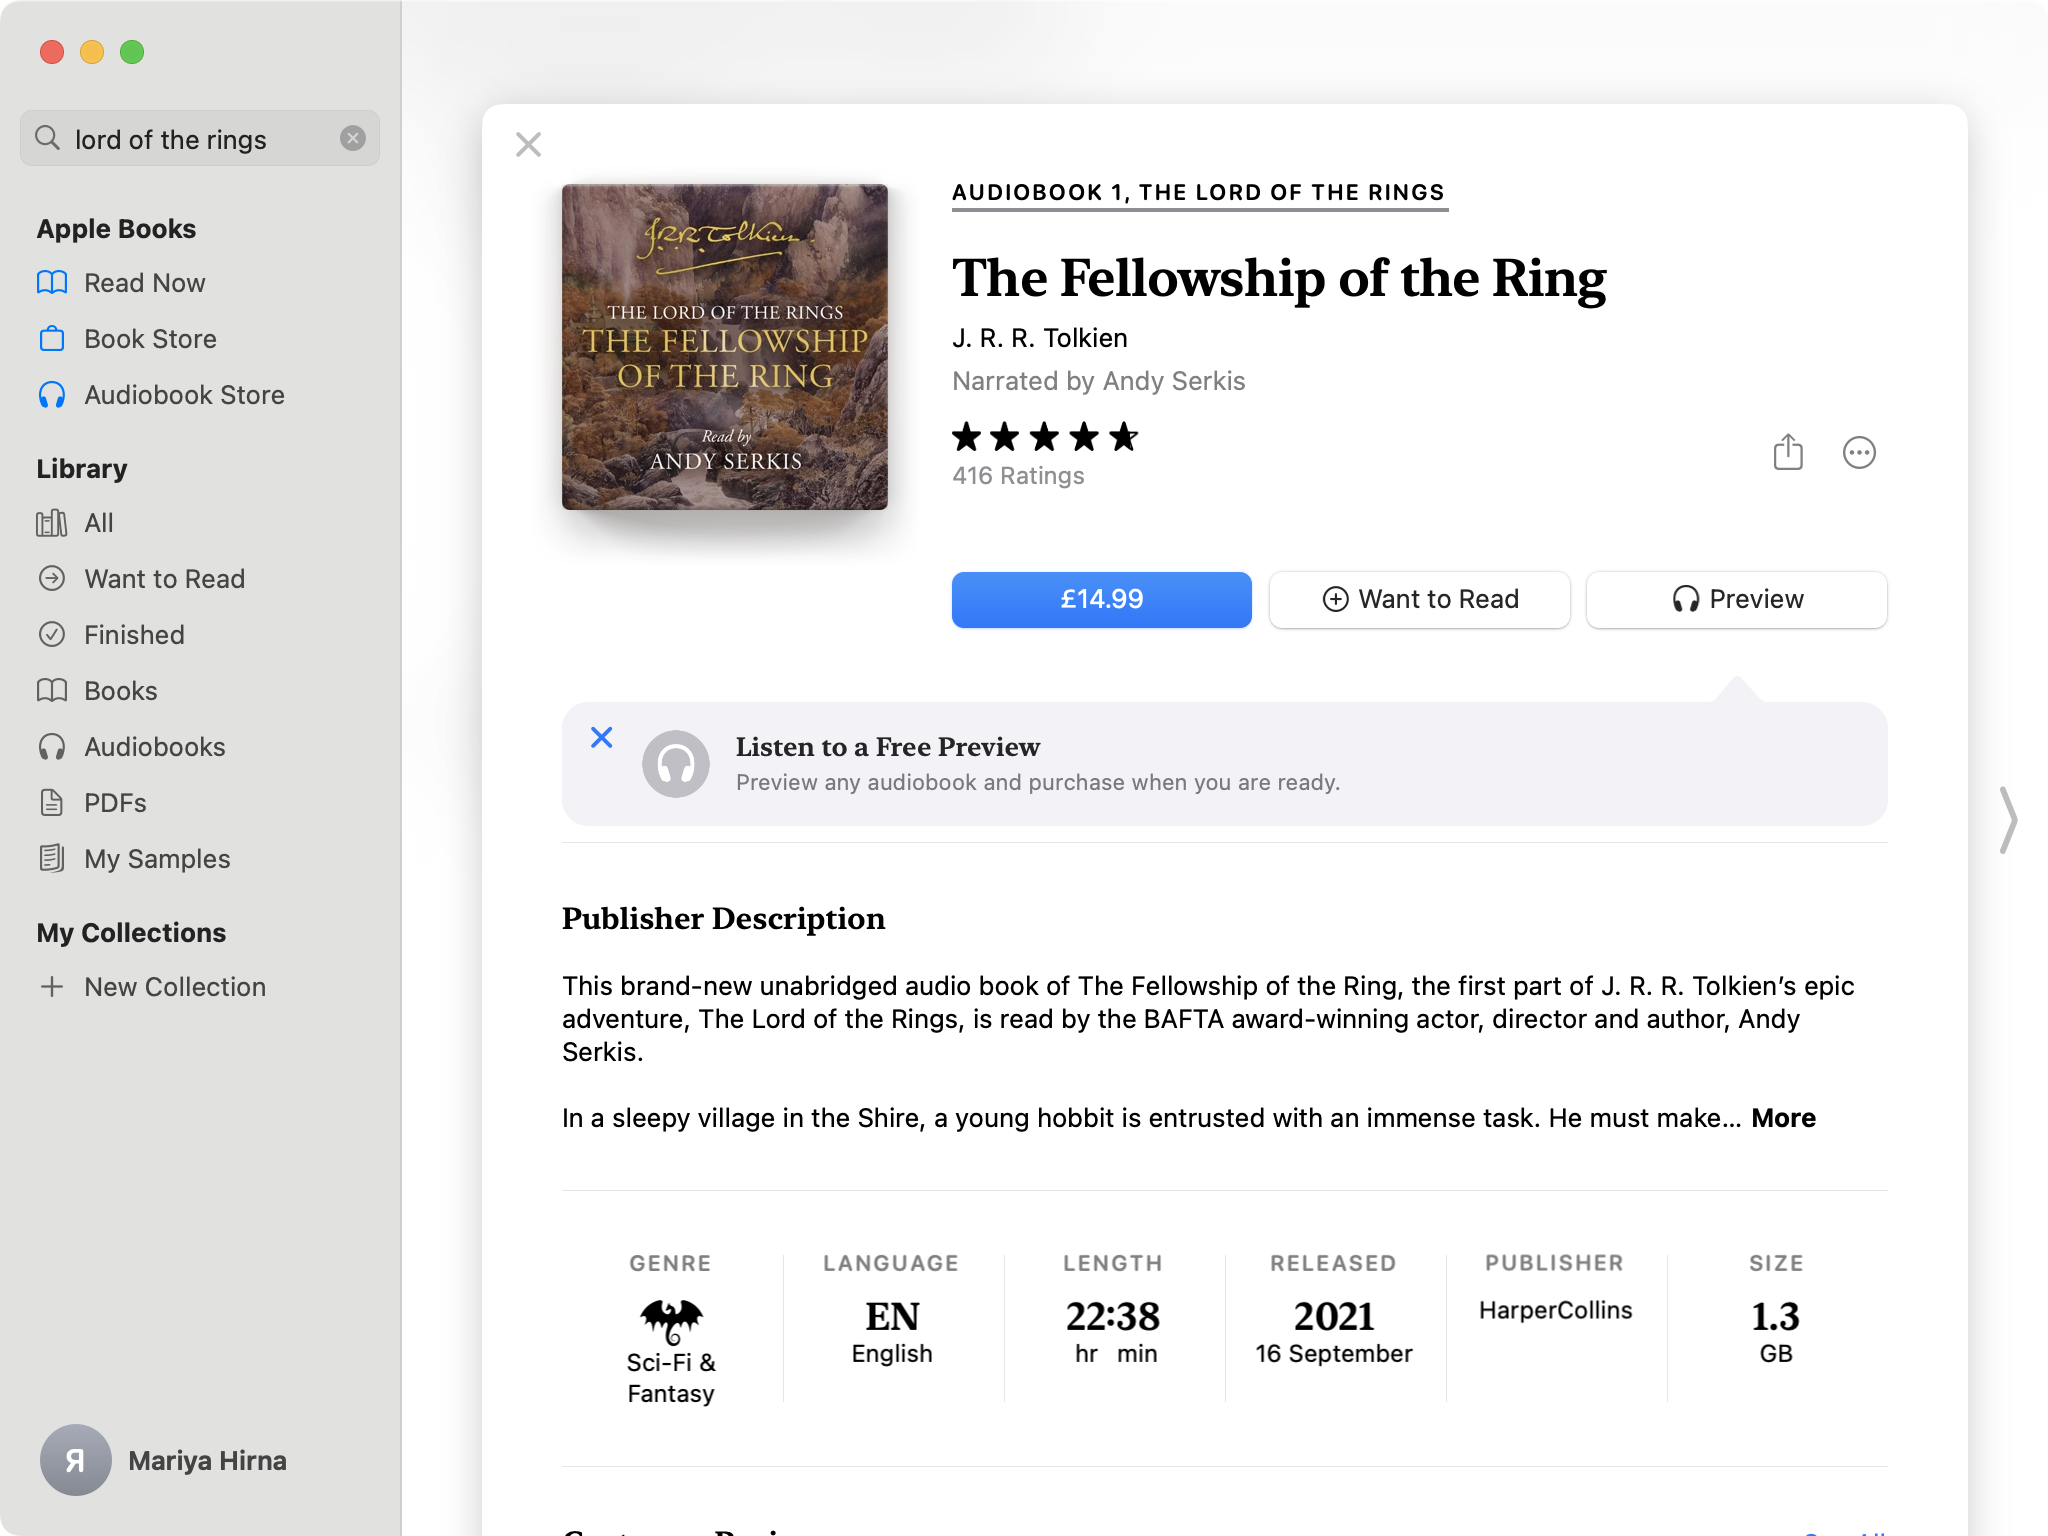 lord of the rings
Apple Books
Read Now
Book Store
Audiobook Store
Library
All
Want to Read
Finished
Books
Audiobooks
PDFs
My Samples
My Collections
New Collection
Я
Mariya Hirna
J.R.R. Tolkien
THE LORD OF THE RINGS
THE FELLOWSHIP
OF THE RING
Read by
ANDY SERKIS
AUDIOBOOK 1, THE LORD OF THE RINGS
The Fellowship of the Ring
J. R. R. Tolkien
Narrated by Andy Serkis
416 Ratings
£14.99
Want to Read
Preview
Listen to a Free Preview
Preview any audiobook and purchase when you are ready.
Publisher Description
This brand-new unabridged audio book of The Fellowship of the Ring, the first part of J. R. R. Tolkien’s epic
adventure, The Lord of the Rings, is read by the BAFTA award-winning actor, director and author, Andy
Serkis.
In a sleepy village in the Shire, a young hobbit is entrusted with an immense task. He must make... More
GENRE
Sci-Fi &
Fantasy
LANGUAGE
EN
English
LENGTH
22:38
hr min
RELEASED
2021
16 September
PUBLISHER
HarperCollins
SIZE
1.3
GB